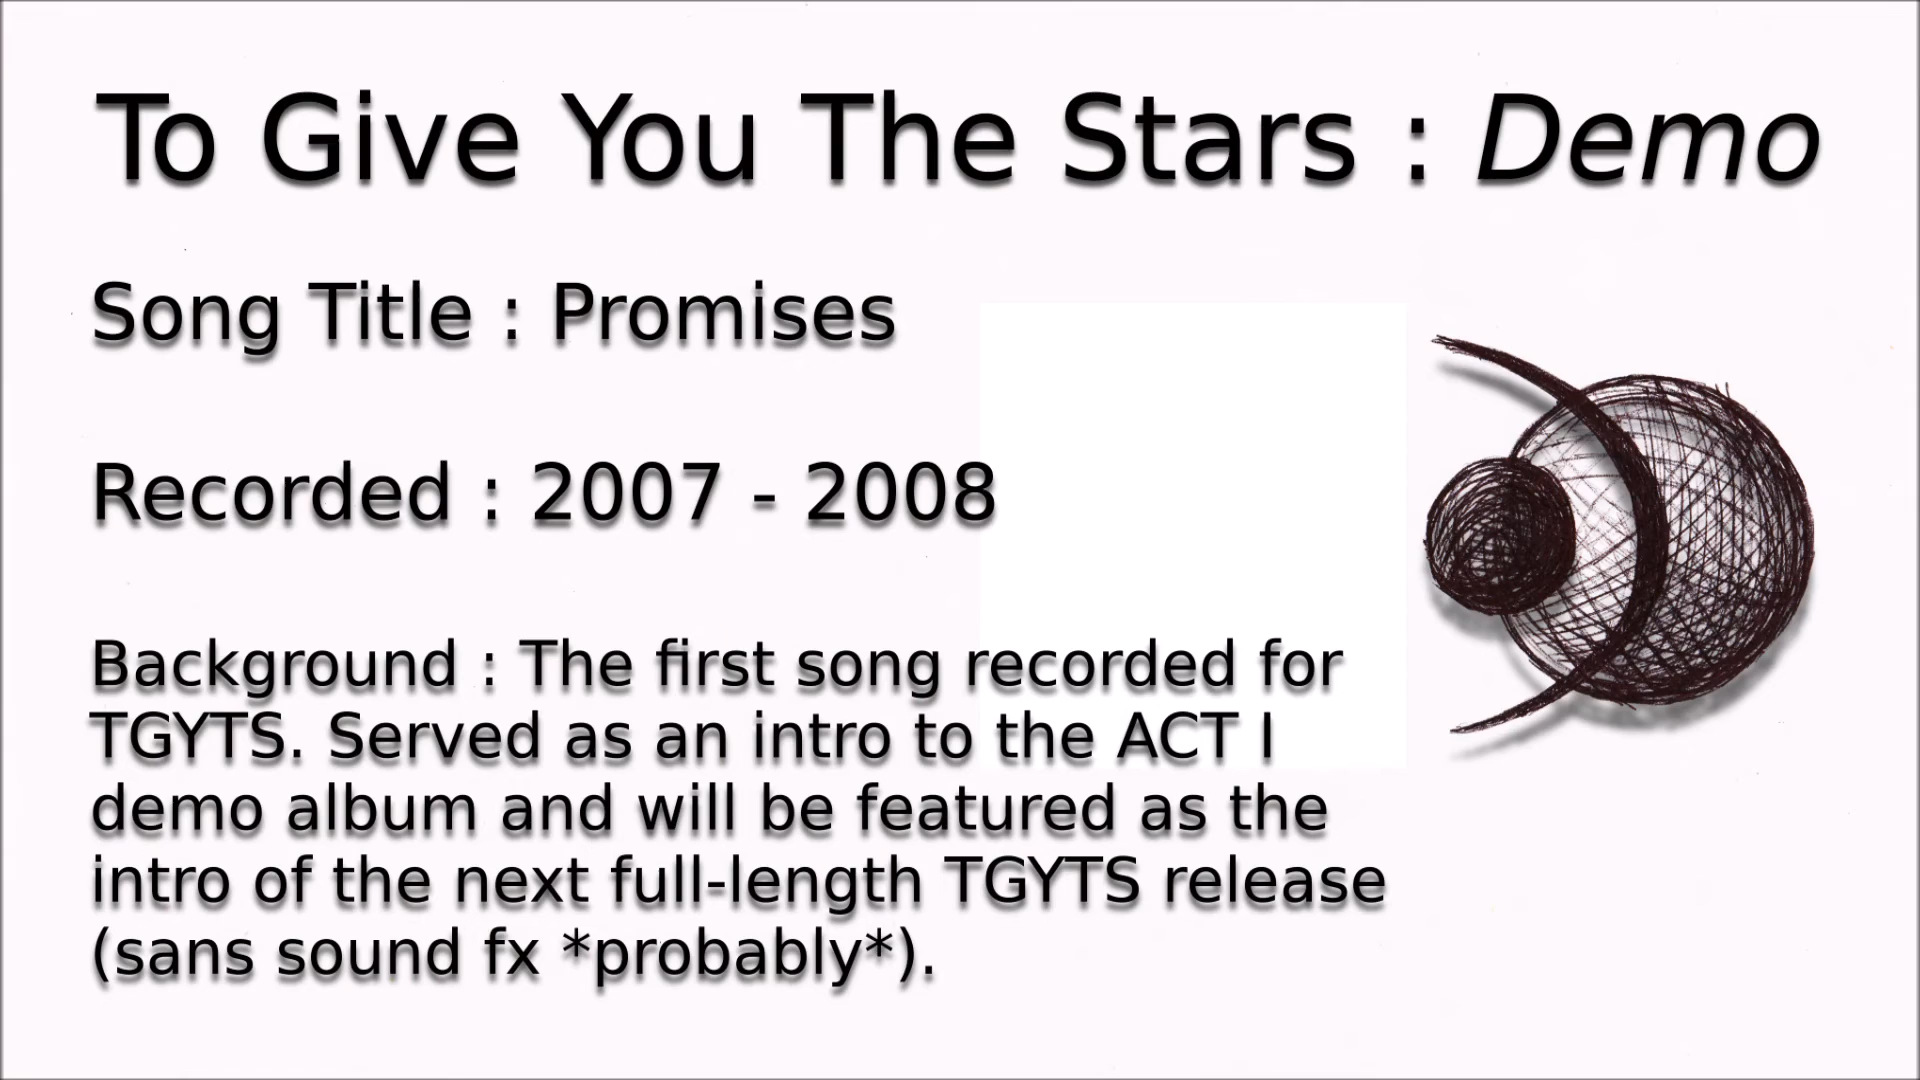 To Give You The Stars : Demo
Song Title : Promises
Recorded : 2007 - 2008
Background : The first song recorded for
TGYTS. Served as an intro to the ACT I
demo album and will be featured as the
intro of the next full-length TGYTS release
(sans sound fx *probably*).